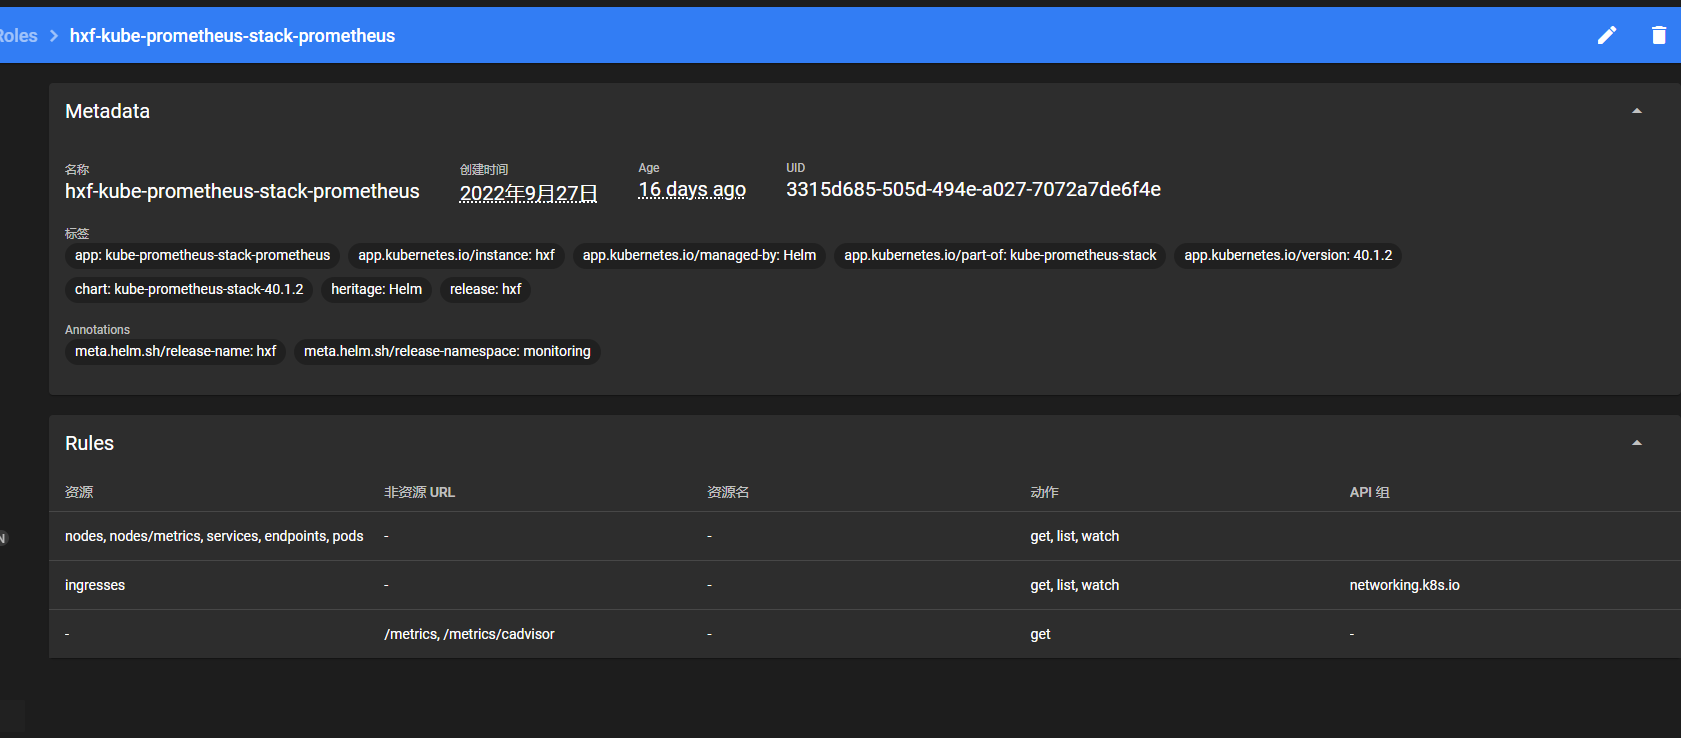 Roles > hxf-kube-prometheus-stack-prometheus
Metadata
名称 创建时间 Age UID
hxf-kube-prometheus-stack-prometheus 2022年9月27日 16 days ago 3315d685-505d-494e-a027-7072a7de6f4e
标签
app: kube-prometheus-stack-prometheus app.kubernetes.io/instance: hxf app.kubernetes.io/managed-by: Helm app.kubernetes.io/part-of: kube-prometheus-stack app.kubernetes.io/version: 40.1.2
chart: kube-prometheus-stack-40.1.2 heritage: Helm release: hxf
Annotations
meta.helm.sh/release-name: hxf meta.helm.sh/release-namespace: monitoring
Rules
资源 非资源 URL 资源名 动作 API 组
nodes, nodes/metrics, services, endpoints, pods - - get, list, watch
N
ingresses - - get, list, watch networking.k8s.io
- /metrics, /metrics/cadvisor - get -